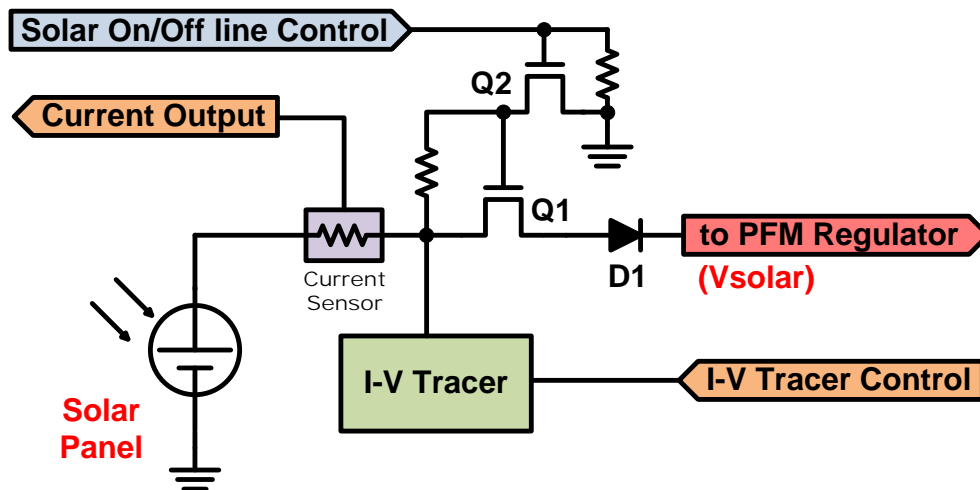 Solar On/Off line Control
Q2
Current Output
Q1
to PFM Regulator
D1
(Vsolar)
Current
Sensor
I-V Tracer
I-V Tracer Control
Solar
Panel